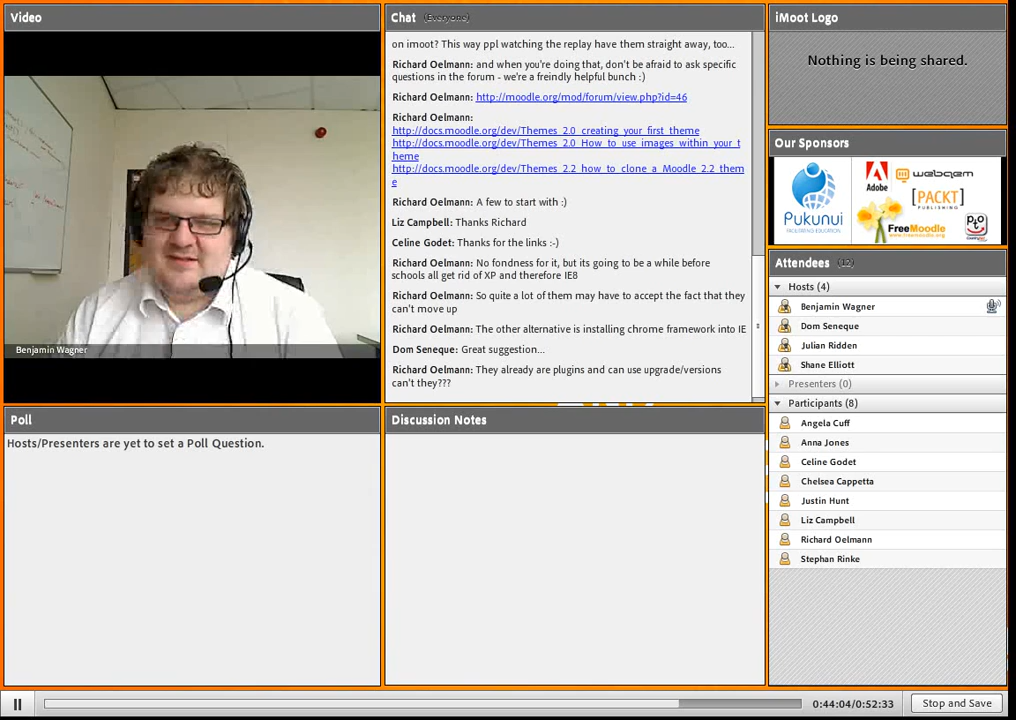 Video
Benjamin Wagner
Chat (Everyone)
on imoot? This way ppl watching the replay have them straight away, too...
Richard Oelmann: and when you're doing that, don't be afraid to ask specific
questions in the forum - we're a freindly helpful bunch :)
Richard Oelmann: http://moodle.org/mod/forum/view.php?id=46
Richard Oelmann:
http://docs.moodle.org/dev/Themes_2.0_creating_your_first_theme
http://docs.moodle.org/dev/Themes_2.0_How_to_use_images_within_your_t
heme
http://docs.moodle.org/dev/Themes_2.2_how_to_clone_a_Moodle_2.2_them
e
Richard Oelmann: A few to start with :)
Liz Campbell: Thanks Richard
Celine Godet: Thanks for the links :-)
Richard Oelmann: No fondness for it, but its going to be a while before
schools all get rid of XP and therefore IE8
Richard Oelmann: So quite a lot of them may have to accept the fact that they
can't move up
Richard Oelmann: The other alternative is installing chrome framework into IE
Dom Seneque: Great suggestion...
Richard Oelmann: They already are plugins and can use upgrade/versions
can't they???
iMoot Logo
Nothing is being shared.
Our Sponsors
Pukunui
FACILITATING EDUCATION
Adobe
webqem
[PACKT]
PUBLISHING
FreeMoodle
Attendees (12)
Hosts (4)
Benjamin Wagner
Dom Seneque
Julian Ridden
Shane Elliott
Presenters (0)
Participants (8)
Angela Cuff
Anna Jones
Celine Godet
Chelsea Cappetta
Justin Hunt
Liz Campbell
Richard Oelmann
Stephan Rinke
Poll
Hosts/Presenters are yet to set a Poll Question.
Discussion Notes
0:44:04/0:52:33
Stop and Save